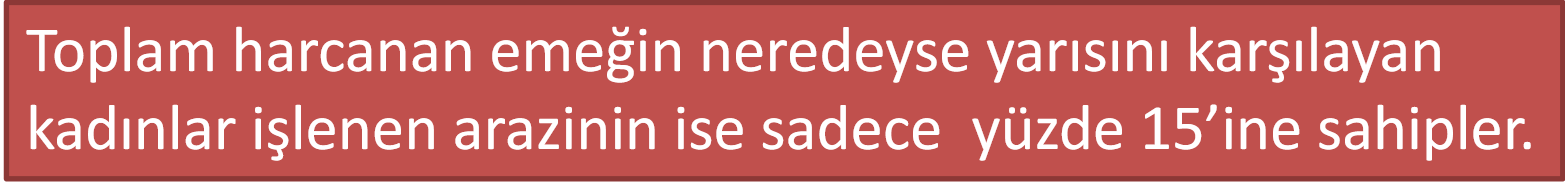 Toplam harcanan emeğin neredeyse yarısını karşılayan
kadınlar işlenen arazinin ise sadece  yüzde 15’ine sahipler.